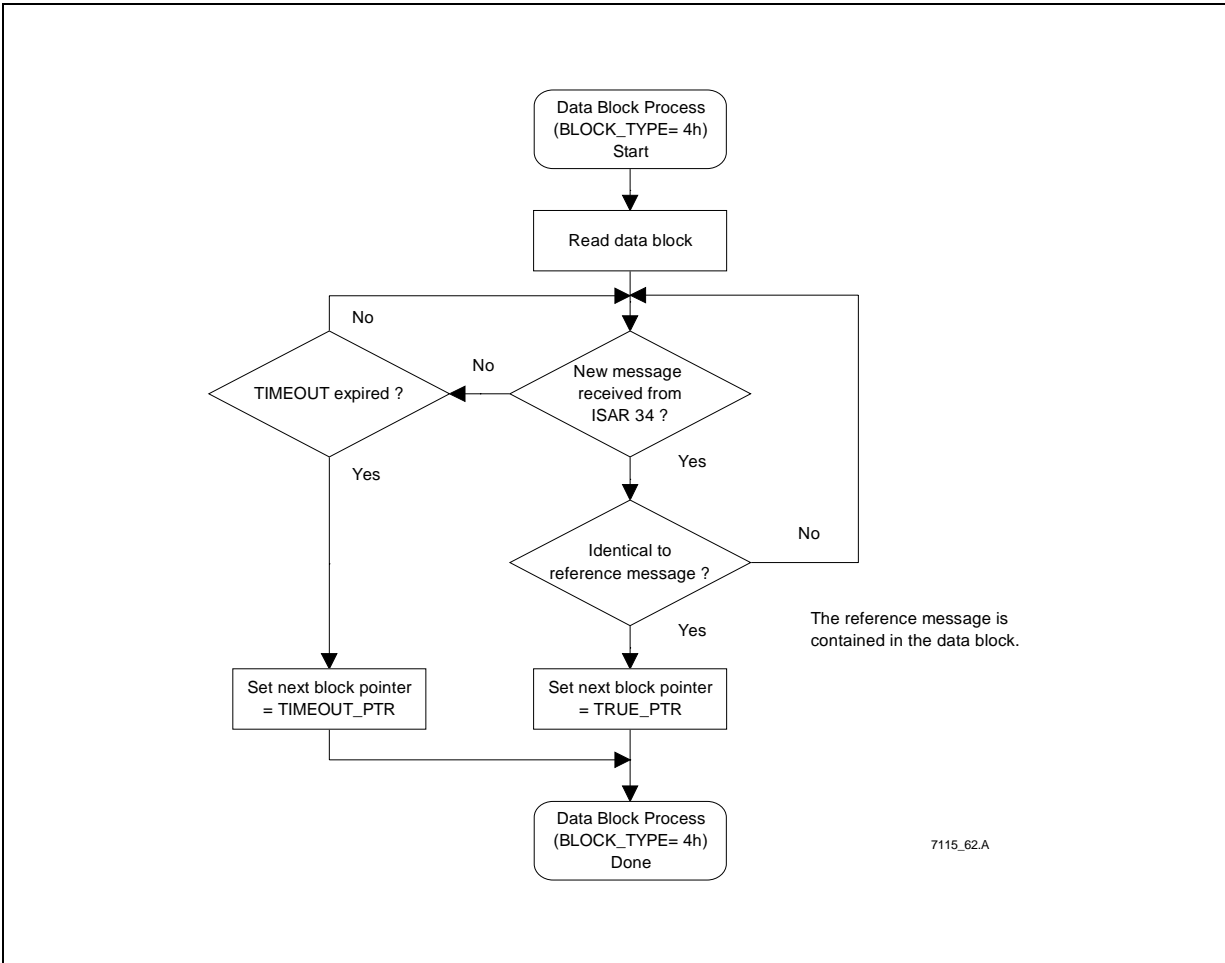 Data Block Process
(BLOCK_TYPE= 4h)
Start
Read data block
No
No
TIMEOUT expired ?
New message
received from
ISAR 34 ?
Yes
Yes
No
Identical to
reference message ?
The reference message is
contained in the data block.
Yes
Set next block pointer
= TIMEOUT_PTR
Set next block pointer
= TRUE_PTR
Data Block Process
(BLOCK_TYPE= 4h)
Done
7115_62.A